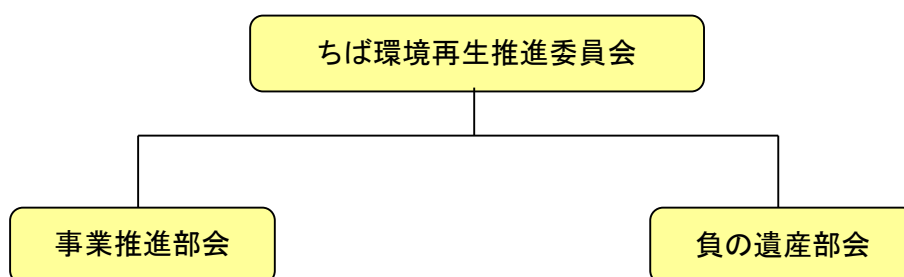 ちば環境再生推進委員会
事業推進部会
負の遺産部会